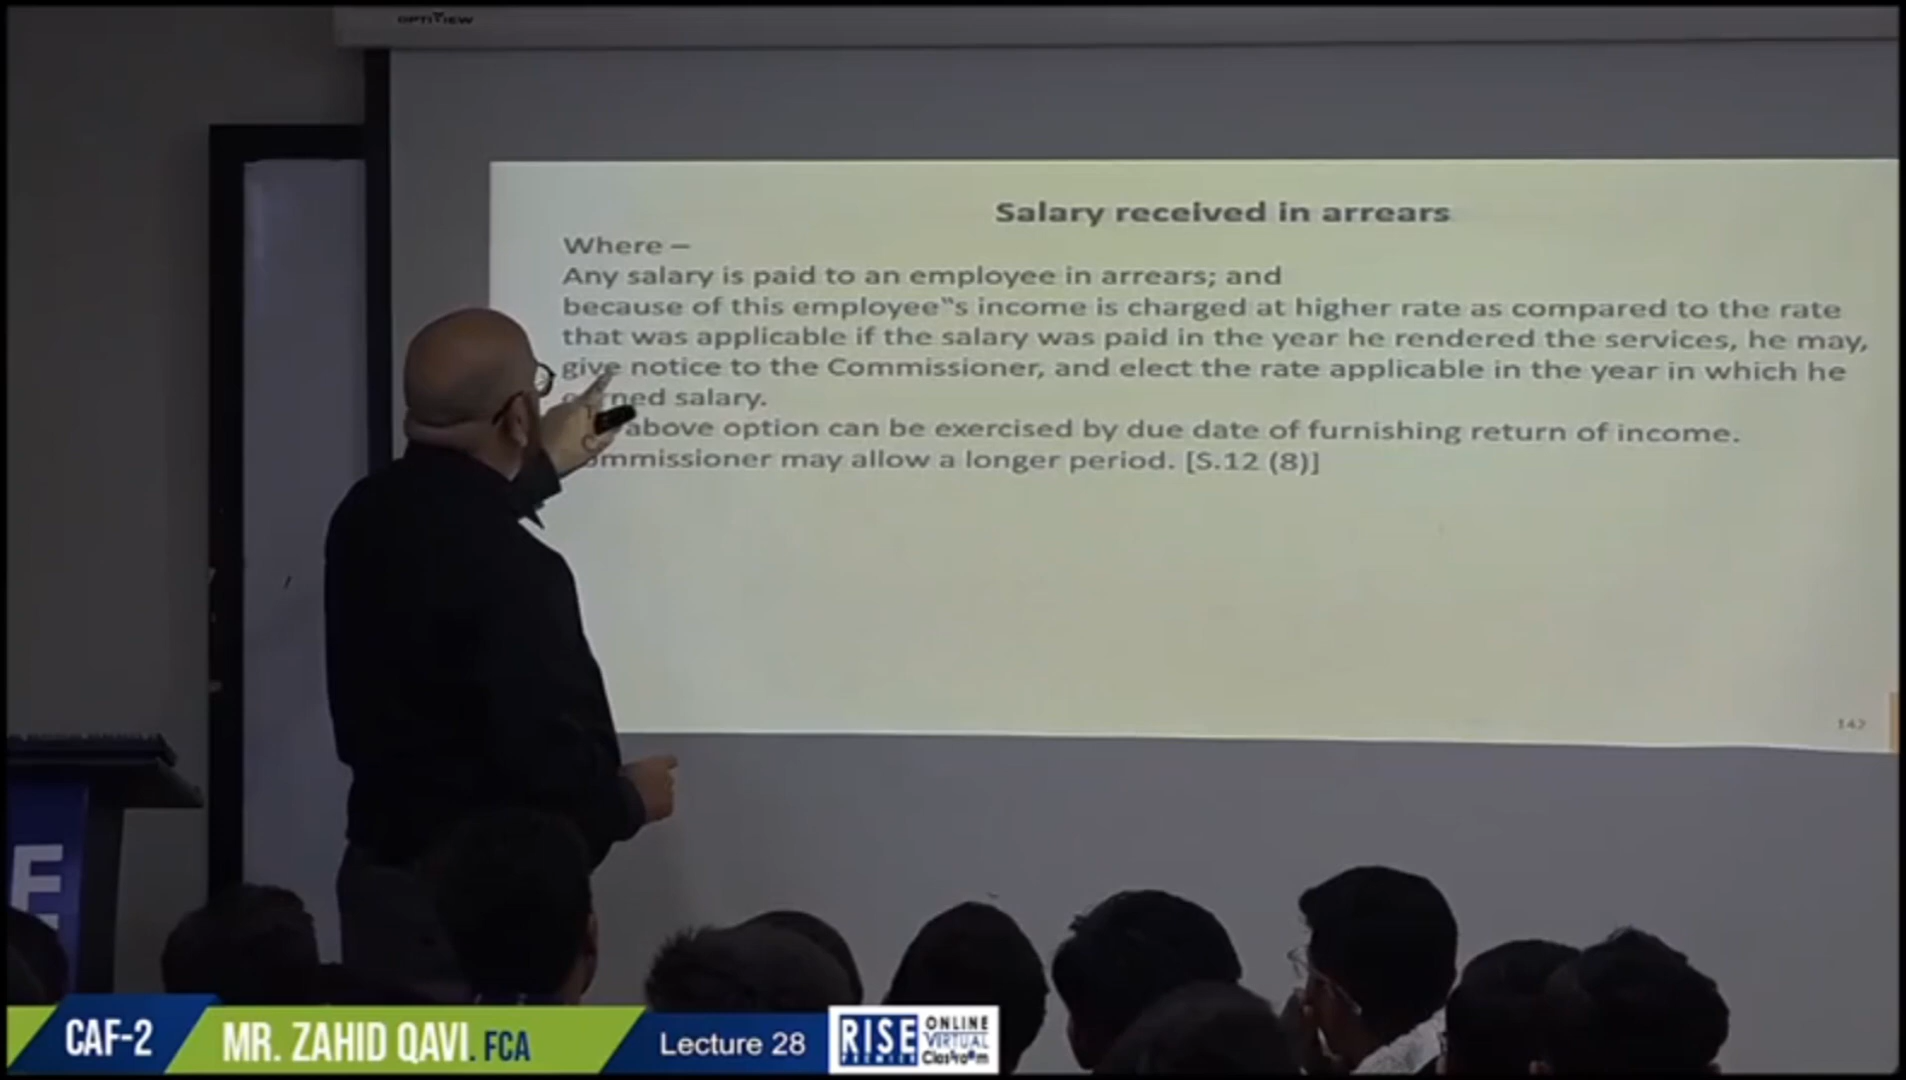 OPTIVIEW
Salary received in arrears
Where –
Any salary is paid to an employee in arrears; and
because of this employee‟s income is charged at higher rate as compared to the rate
that was applicable if the salary was paid in the year he rendered the services, he may,
give notice to the Commissioner, and elect the rate applicable in the year in which he
salary.
above option can be exercised by due date of furnishing return of income.
Commissioner may allow a longer period. [S.12 (8)]
142
E
CAF-2
MR. ZAHID QAVI. FCA
Lecture 28
RISE
PREMIER
ONLINE
VIRTUAL
Classroom